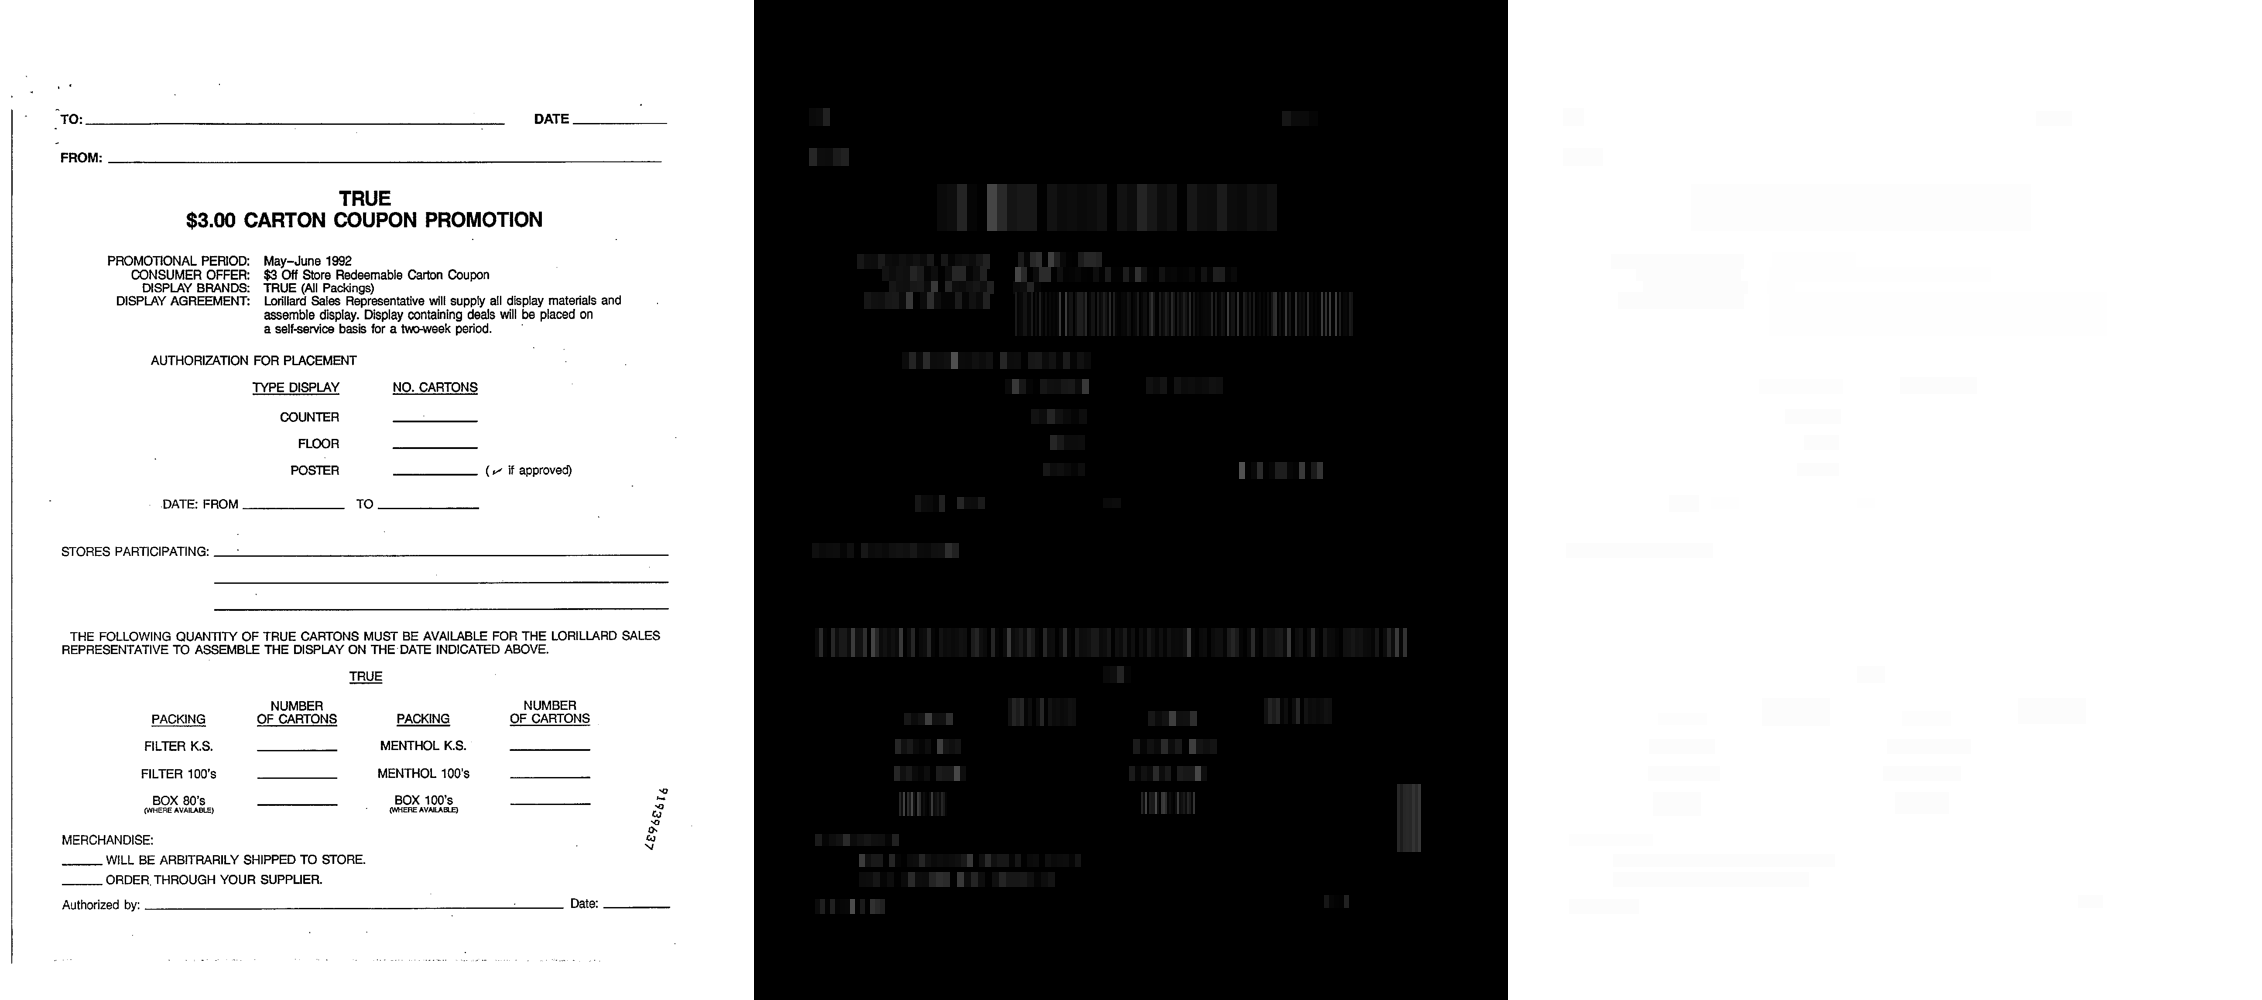 TO: DATE
FROM:
TRUE
$3.00 CARTON COUPON PROMOTION
PROMOTIONAL PERIOD: May–June 1992
CONSUMER OFFER: $3 Off Store Redeemable Carton Coupon
DISPLAY BRANDS: TRUE (All Packings)
DISPLAY AGREEMENT: Lorillard Sales Representative will supply all display materials and
assemble display. Display containing deals will be placed on
a self-service basis for a two-week period.
AUTHORIZATION FOR PLACEMENT
TYPE DISPLAY NO. CARTONS
COUNTER
FLOOR
POSTER (✓ if approved)
DATE: FROM TO
STORES PARTICIPATING:
THE FOLLOWING QUANTITY OF TRUE CARTONS MUST BE AVAILABLE FOR THE LORILLARD SALES
REPRESENTATIVE TO ASSEMBLE THE DISPLAY ON THE DATE INDICATED ABOVE.
TRUE
NUMBER NUMBER
PACKING OF CARTONS PACKING OF CARTONS
FILTER K.S. MENTHOL K.S.
FILTER 100's MENTHOL 100's
BOX 80's BOX 100's
(WHERE AVAILABLE) (WHERE AVAILABLE)
91939637
MERCHANDISE:
WILL BE ARBITRARILY SHIPPED TO STORE.
ORDER THROUGH YOUR SUPPLIER.
Authorized by: Date: